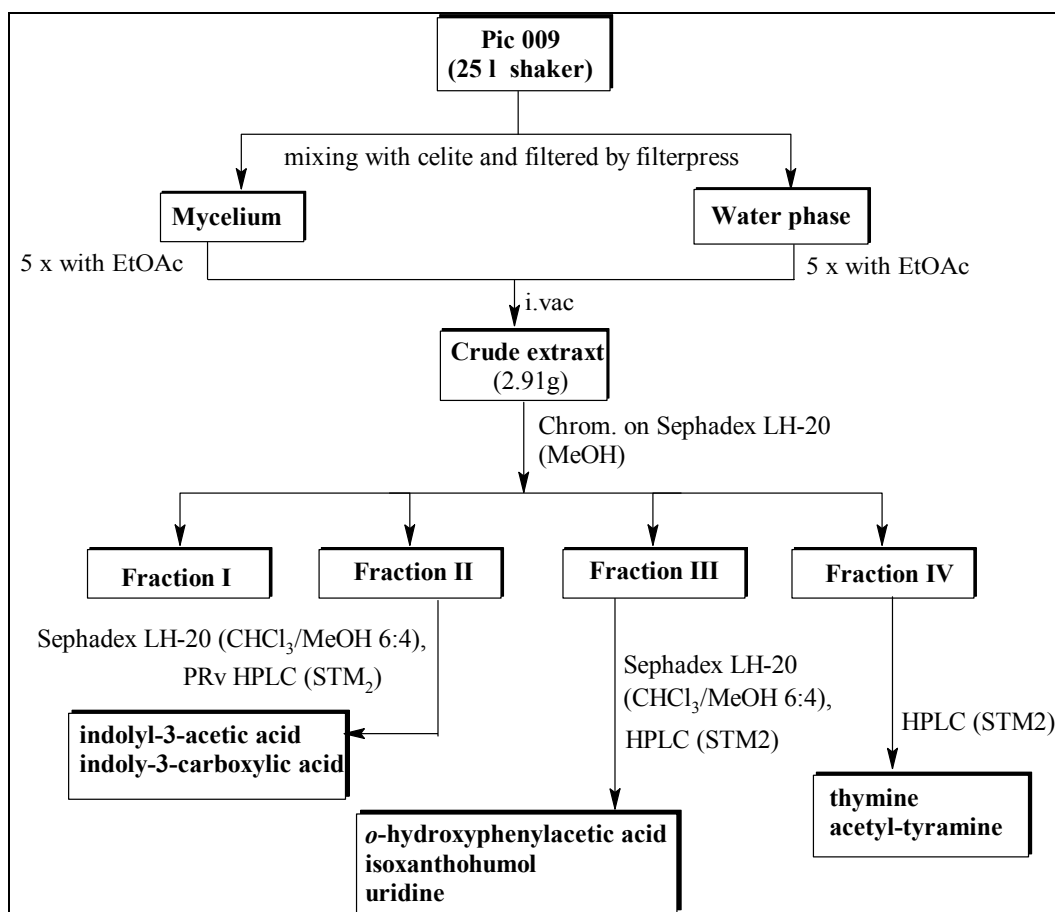 Pic 009
(25 l shaker)
mixing with celite and filtered by filterpress
Mycelium
Water phase
5 x with EtOAc
5 x with EtOAc
i.vac
Crude extraxt
(2.91g)
Chrom. on Sephadex LH-20
(MeOH)
Fraction I
Fraction II
Fraction III
Fraction IV
Sephadex LH-20 (CHCl₃/MeOH 6:4),
PRv HPLC (STM₂)
indolyl-3-acetic acid
indoly-3-carboxylic acid
Sephadex LH-20
(CHCl₃/MeOH 6:4),
HPLC (STM2)
o-hydroxyphenylacetic acid
isoxanthohumol
uridine
HPLC (STM2)
thymine
acetyl-tyramine